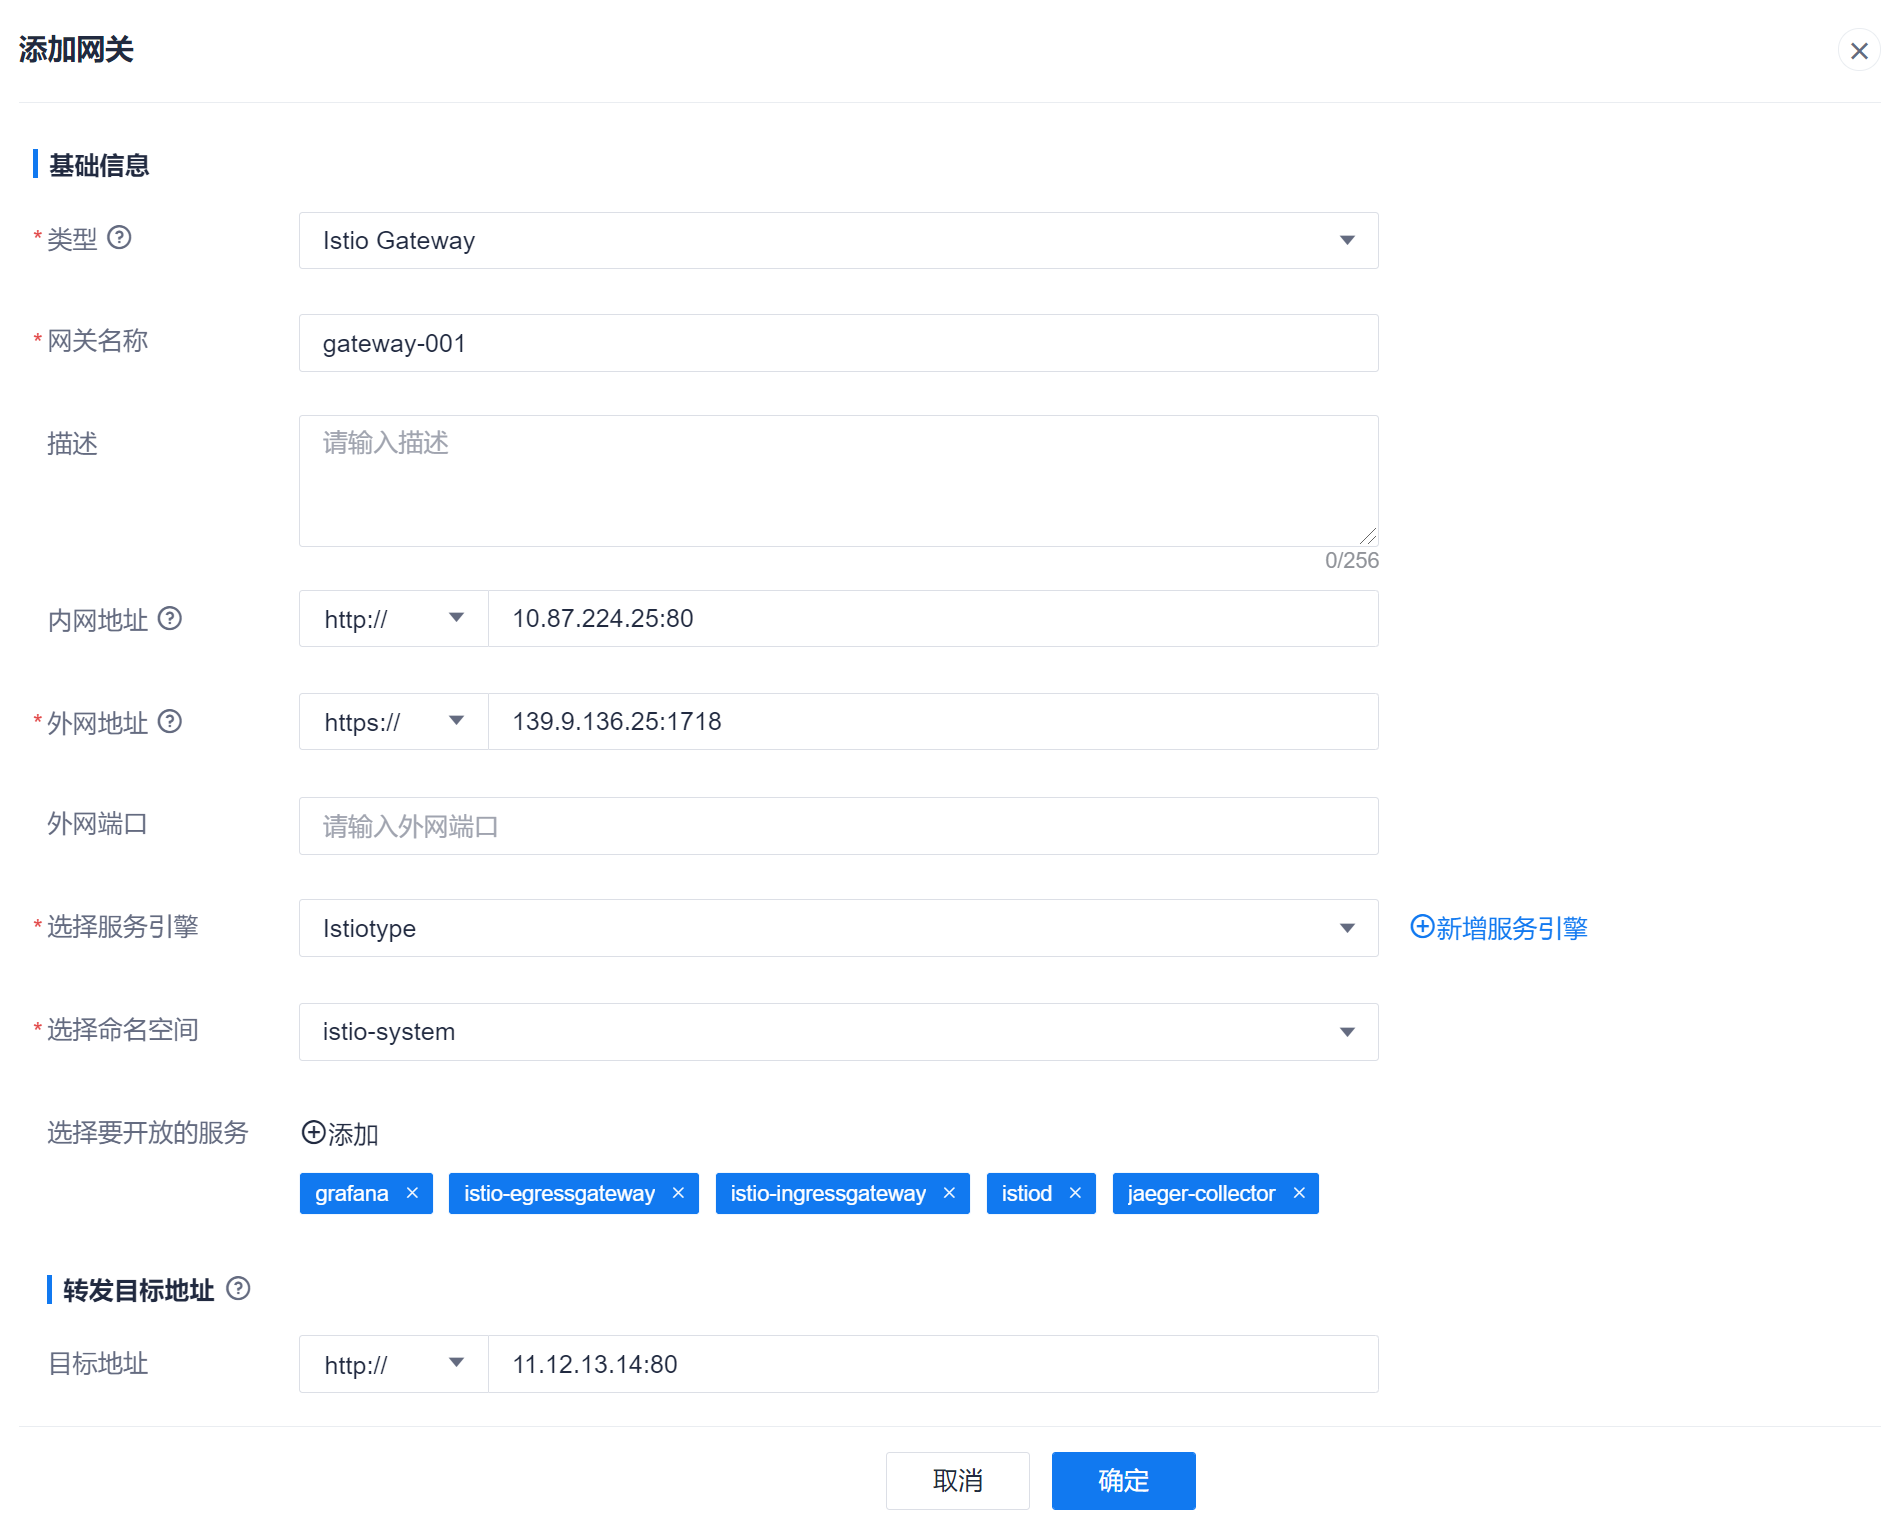 添加网关
基础信息
* 类型
Istio Gateway
* 网关名称
gateway-001
描述
请输入描述
0/256
内网地址
http://
10.87.224.25:80
* 外网地址
https://
139.9.136.25:1718
外网端口
请输入外网端口
* 选择服务引擎
Istiotype
新增服务引擎
* 选择命名空间
istio-system
选择要开放的服务
添加
grafana × istio-egressgateway × istio-ingressgateway × istiod × jaeger-collector ×
转发目标地址
目标地址
http://
11.12.13.14:80
取消
确定